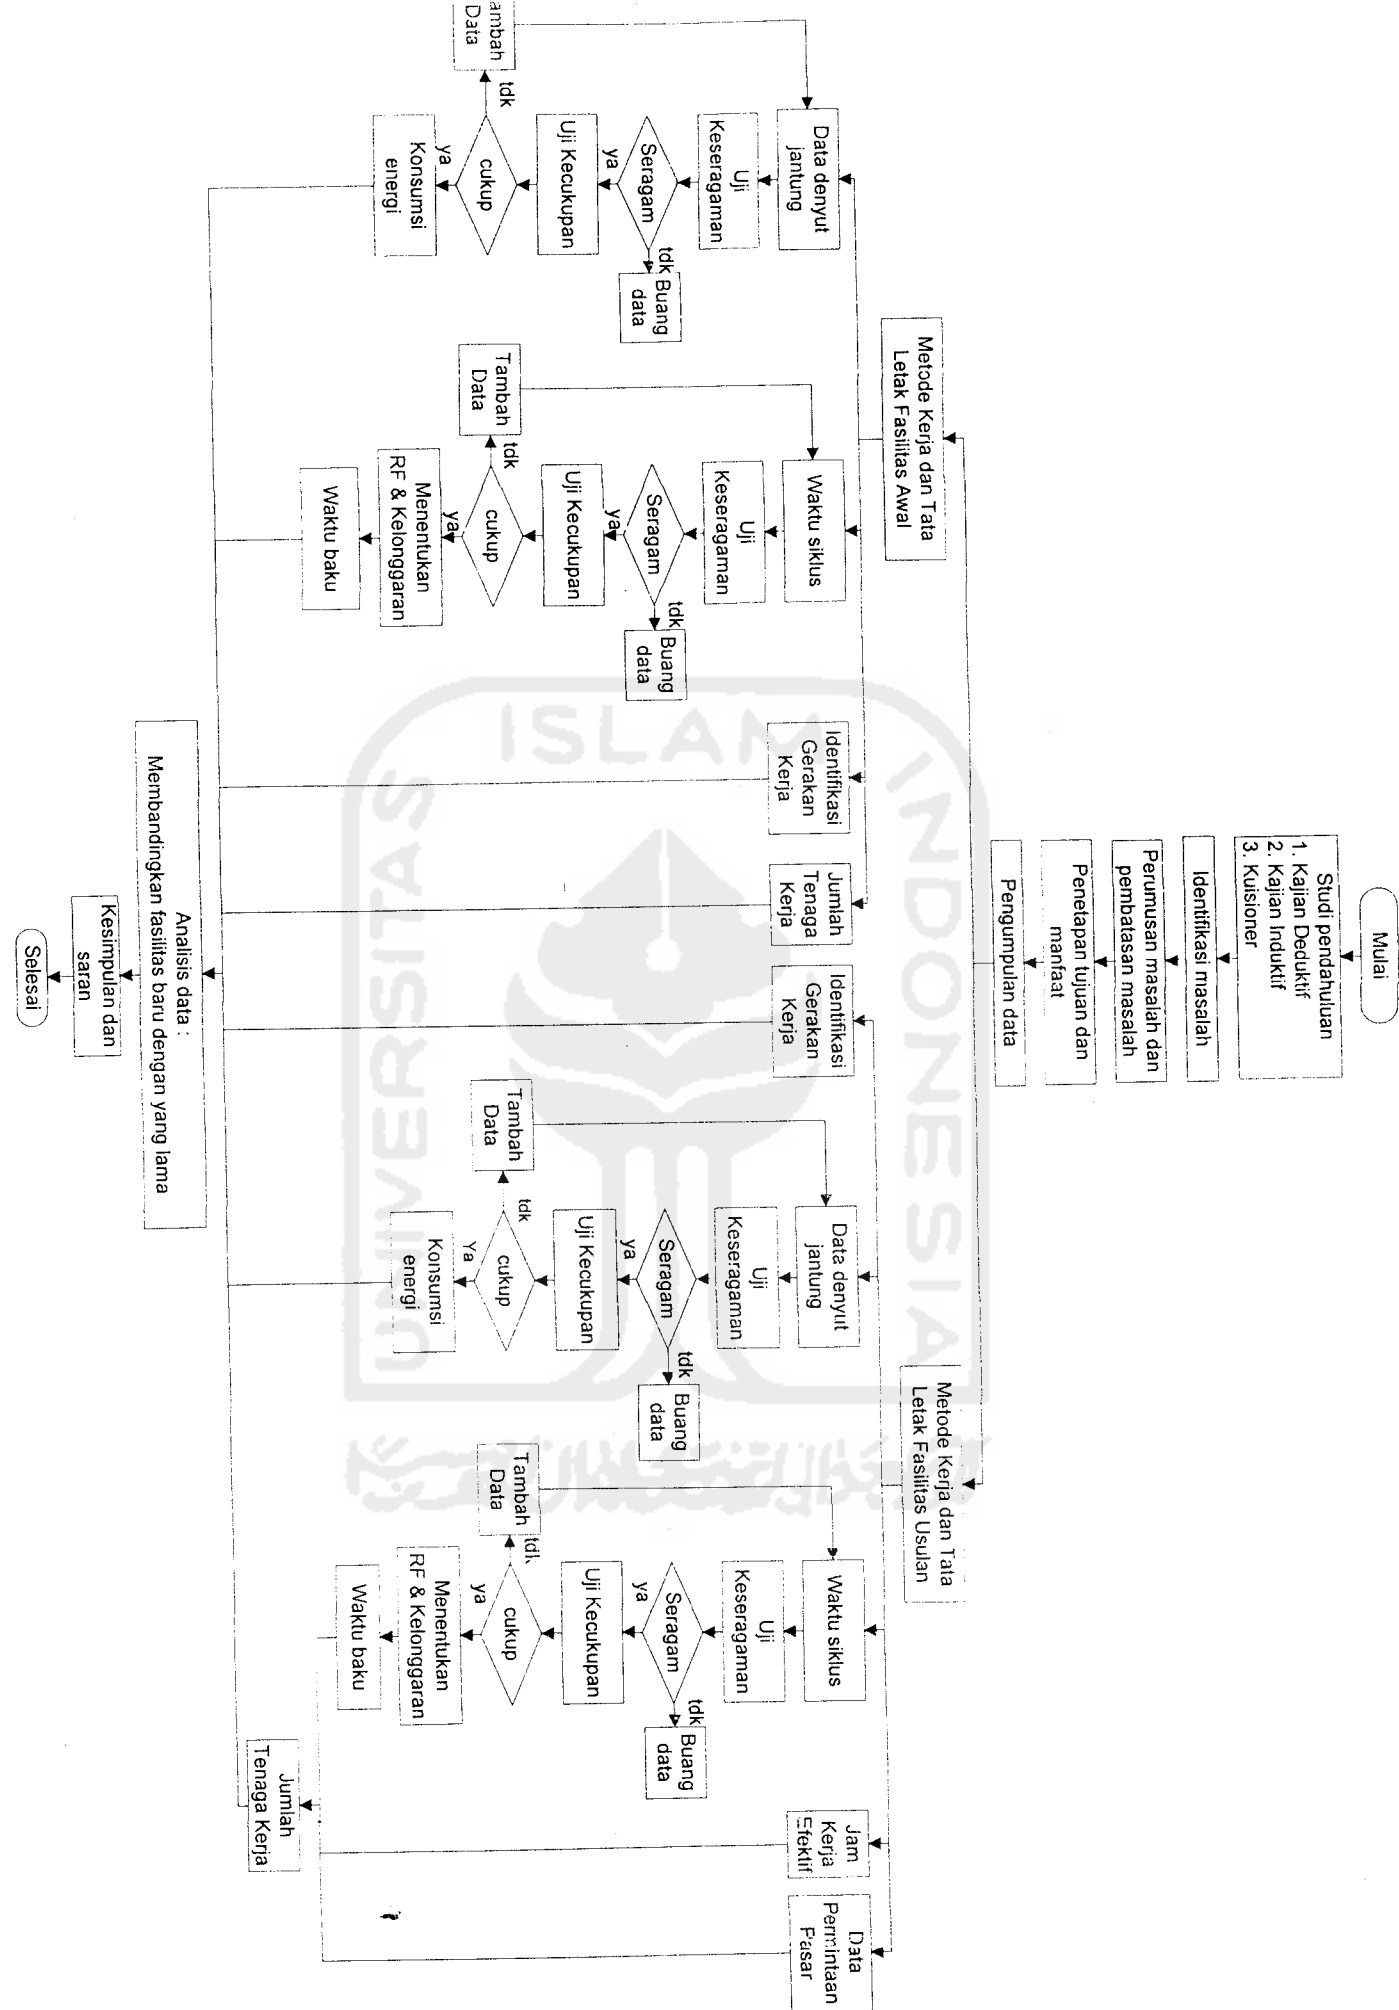 Mulai
Studi pendahuluan
1. Kajian Deduktif
2. Kajian Induktif
3. Kuisioner
Identifikasi masalah
Perumusan masalah dan
pembatasan masalah
Penetapan tujuan dan
manfaat
Pengumpulan data
Metode Kerja dan Tata
Letak Fasilitas Awal
Data denyut
jantung
Uji
Keseragaman
Seragam
tdk
Buang
data
ya
Uji Kecukupan
cukup
tdk
ambah
Data
ya
Konsumsi
energi
Waktu siklus
Uji
Keseragaman
Seragam
tdk
Buang
data
ya
Uji Kecukupan
cukup
tdk
Tambah
Data
ya
Menentukan
RF & Kelonggaran
Waktu baku
Identifikasi
Gerakan
Kerja
Jumlah
Tenaga
Kerja
Metode Kerja dan Tata
Letak Fasilitas Usulan
Identifikasi
Gerakan
Kerja
Data denyut
jantung
Uji
Keseragaman
Seragam
tdk
Buang
data
ya
Uji Kecukupan
cukup
tdk
Tambah
Data
Ya
Konsumsi
energi
Waktu siklus
Uji
Keseragaman
Seragam
tdk
Buang
data
ya
Uji Kecukupan
cukup
tdk
Tambah
Data
ya
Menentukan
RF & Kelonggaran
Waktu baku
Jam
Kerja
Efektif
Data
Permintaan
Pasar
Jumlah
Tenaga Kerja
Analisis data :
Membandingkan fasilitas baru dengan yang lama
Kesimpulan dan
saran
Selesai
UNIVERSITAS
ISLAM
INDONESIA